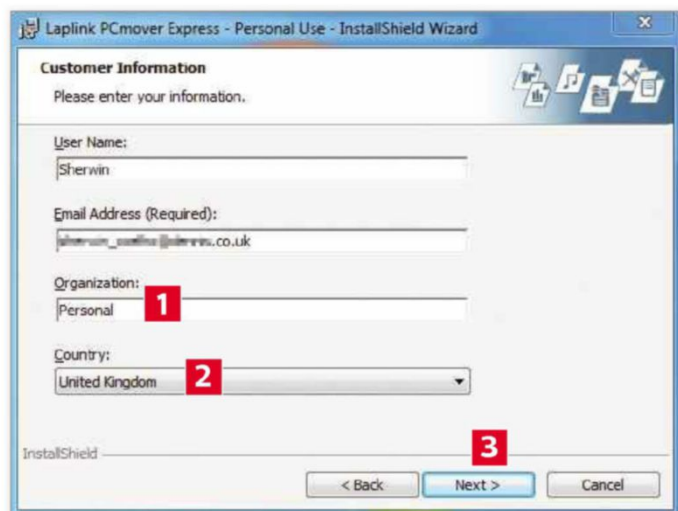 Laplink PCmover Express - Personal Use - InstallShield Wizard
Customer Information
Please enter your information.
User Name:
Sherwin
Email Address (Required):
.co.uk
Organization:
Personal 1
Country:
United Kingdom 2
InstallShield
3
< Back Next > Cancel